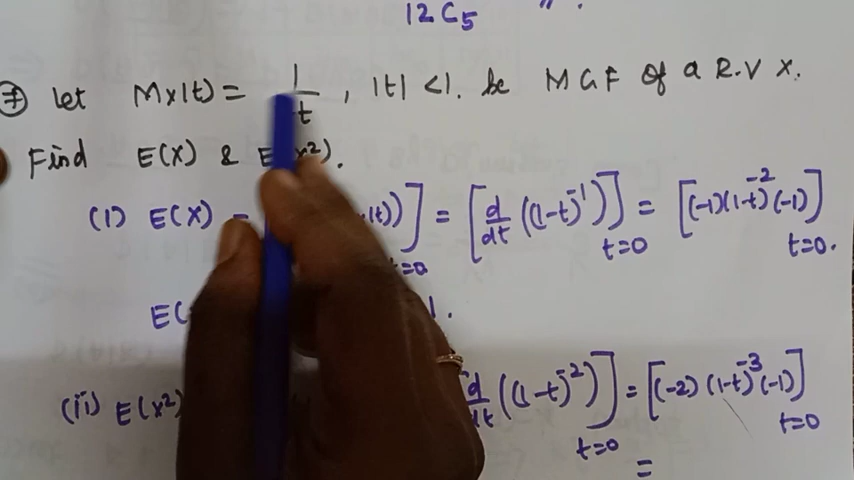 12C5 "
7 Let Mx(t) = 1/ t , |t| <1. be MGF of a R.V X.
Find E(X) & E x²).
(i) E(X) = (t))]t=0 = [d/dt ((1-t)⁻¹)]t=0 = [(-1)(1-t)⁻²(-1)]t=0.
E( 1.
(ii) E(x²) d/dt ((1-t)⁻²)]t=0 = [(-2)(1-t)⁻³(-1)]t=0
=